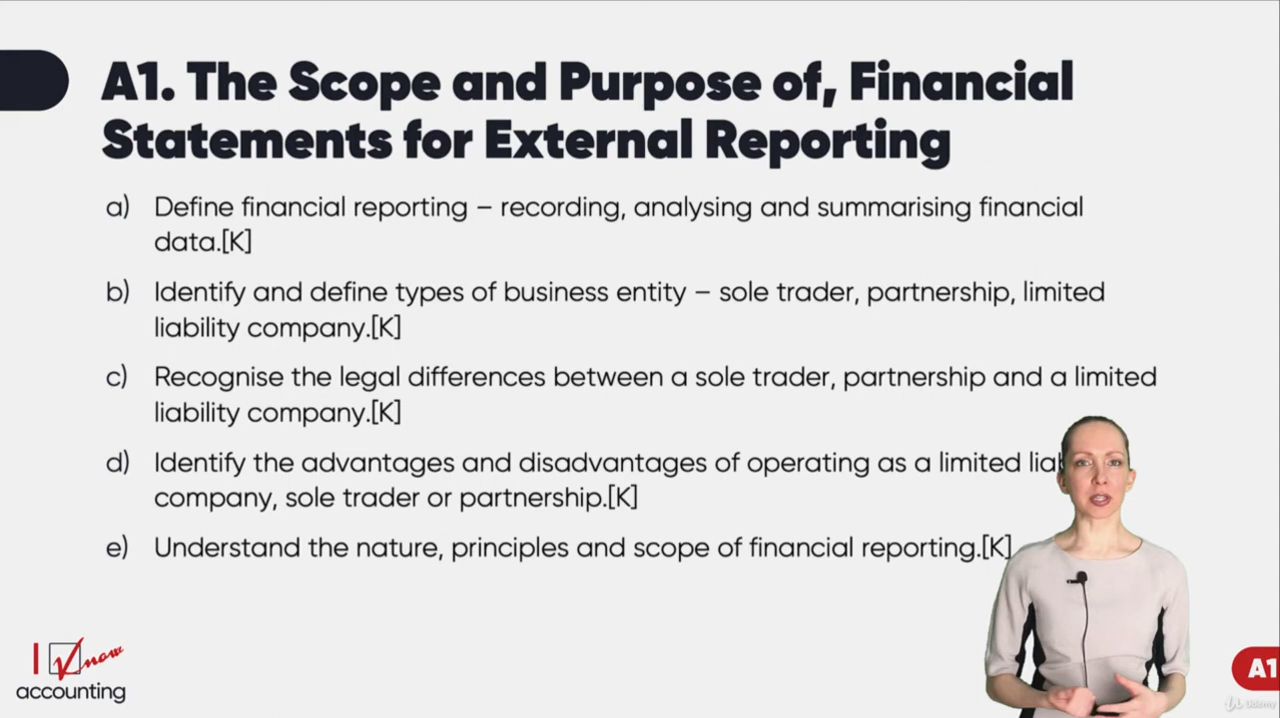 A1. The Scope and Purpose of, Financial
Statements for External Reporting
a) Define financial reporting – recording, analysing and summarising financial
data.[K]
b) Identify and define types of business entity – sole trader, partnership, limited
liability company.[K]
c) Recognise the legal differences between a sole trader, partnership and a limited
liability company.[K]
d) Identify the advantages and disadvantages of operating as a limited
company, sole trader or partnership.[K]
e) Understand the nature, principles and scope of financial reporting.[K]
I know
accounting
A1
Udemy